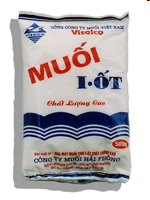 TỔNG CÔNG TY MUỐI VIỆT NAM
Visalco
MUỐI
I-ỐT
Chất Lượng Cao
500g
CÔNG TY MUỐI HẢI PHÒNG